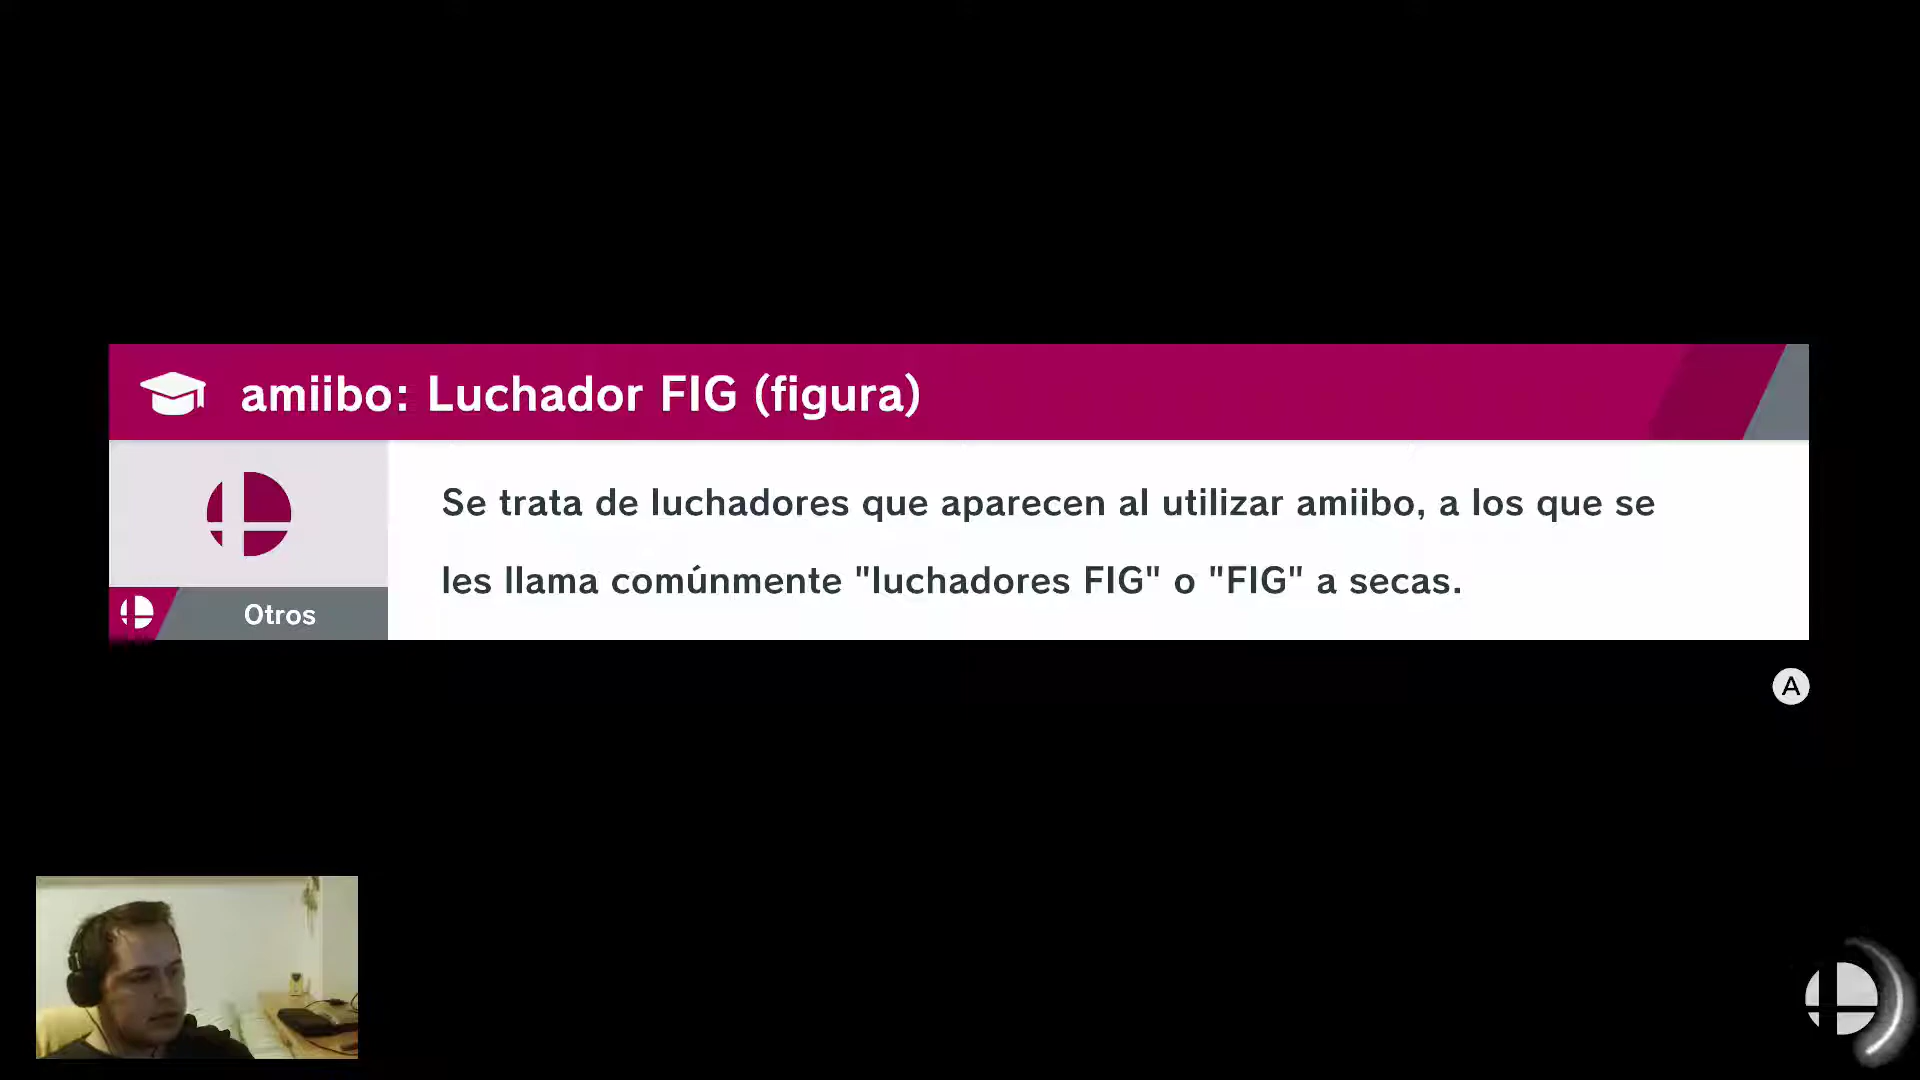 amiibo: Luchador FIG (figura)
Se trata de luchadores que aparecen al utilizar amiibo, a los que se
les llama comúnmente "luchadores FIG" o "FIG" a secas.
Otros
A